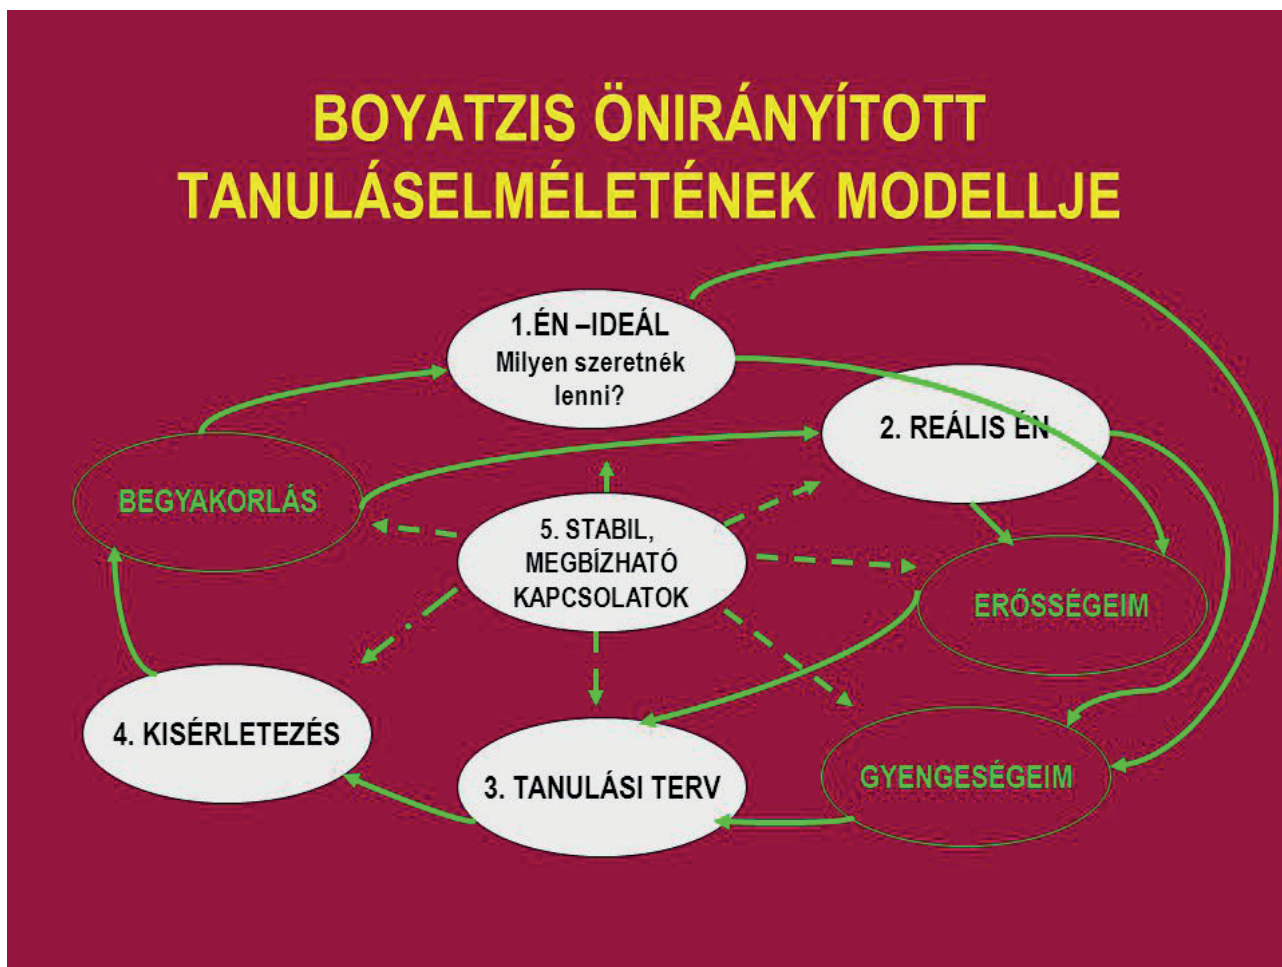 BOYATZIS ÖNIRÁNYÍTOTT
TANULÁSELMÉLETÉNEK MODELLJE
1.ÉN –IDEÁL
Milyen szeretnék
lenni?
2. REÁLIS ÉN
BEGYAKORLÁS
5. STABIL,
MEGBÍZHATÓ
KAPCSOLATOK
ERŐSSÉGEIM
4. KISÉRLETEZÉS
3. TANULÁSI TERV
GYENGESÉGEIM